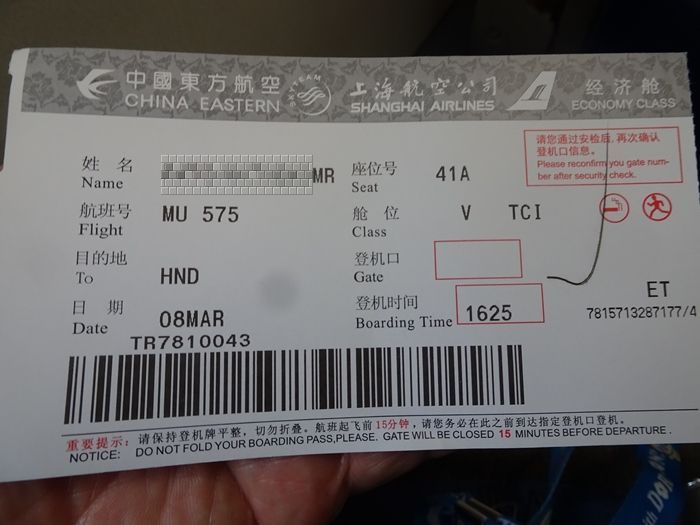 中國東方航空
CHINA EASTERN
SKYTEAM
上海航空公司
SHANGHAI AIRLINES
经济舱
ECONOMY CLASS
请您通过安检后,再次确认
登机口信息。
Please reconfirm you gate num-
ber after security check.
姓 名
Name
MR
座位号
Seat
41A
航班号
Flight
MU 575
舱 位
Class
V TCI
目的地
To
HND
登机口
Gate
日 期
Date
08MAR
登机时间
Boarding Time
1625
ET
7815713287177/4
TR7810043
重要提示: 请保持登机牌平整,切勿折叠。航班起飞前15分钟,请您务必在此之前到达指定登机口登机。
NOTICE: DO NOT FOLD YOUR BOARDING PASS,PLEASE. GATE WILL BE CLOSED 15 MINUTES BEFORE DEPARTURE.